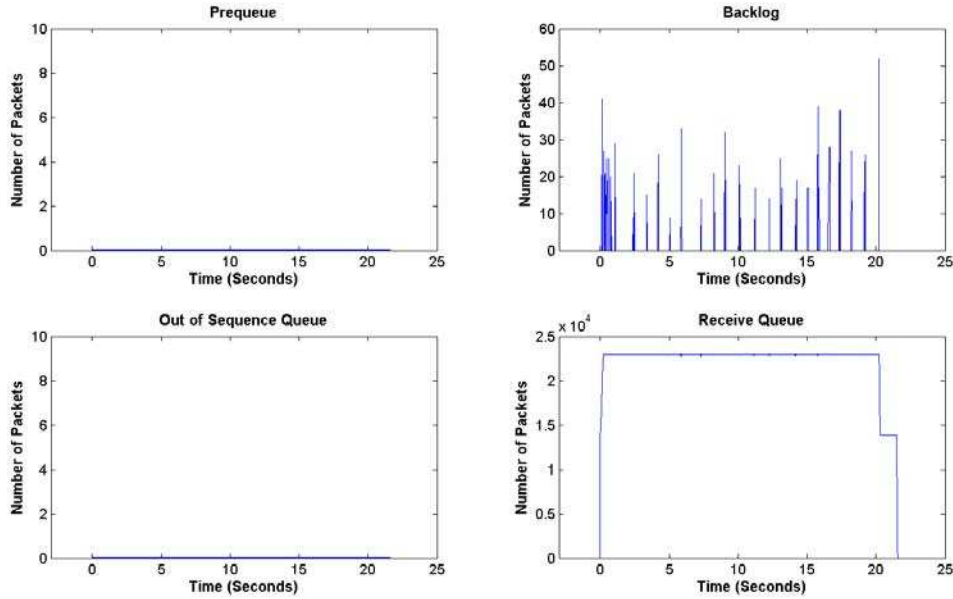 Prequeue
10
8
6
4
2
0
Number of Packets
0 5 10 15 20 25
Time (Seconds)
Backlog
60
50
40
30
20
10
0
Number of Packets
0 5 10 15 20 25
Time (Seconds)
Out of Sequence Queue
10
8
6
4
2
0
Number of Packets
0 5 10 15 20 25
Time (Seconds)
Receive Queue
x 10⁴
2.5
2
1.5
1
0.5
0
Number of Packets
0 5 10 15 20 25
Time (Seconds)